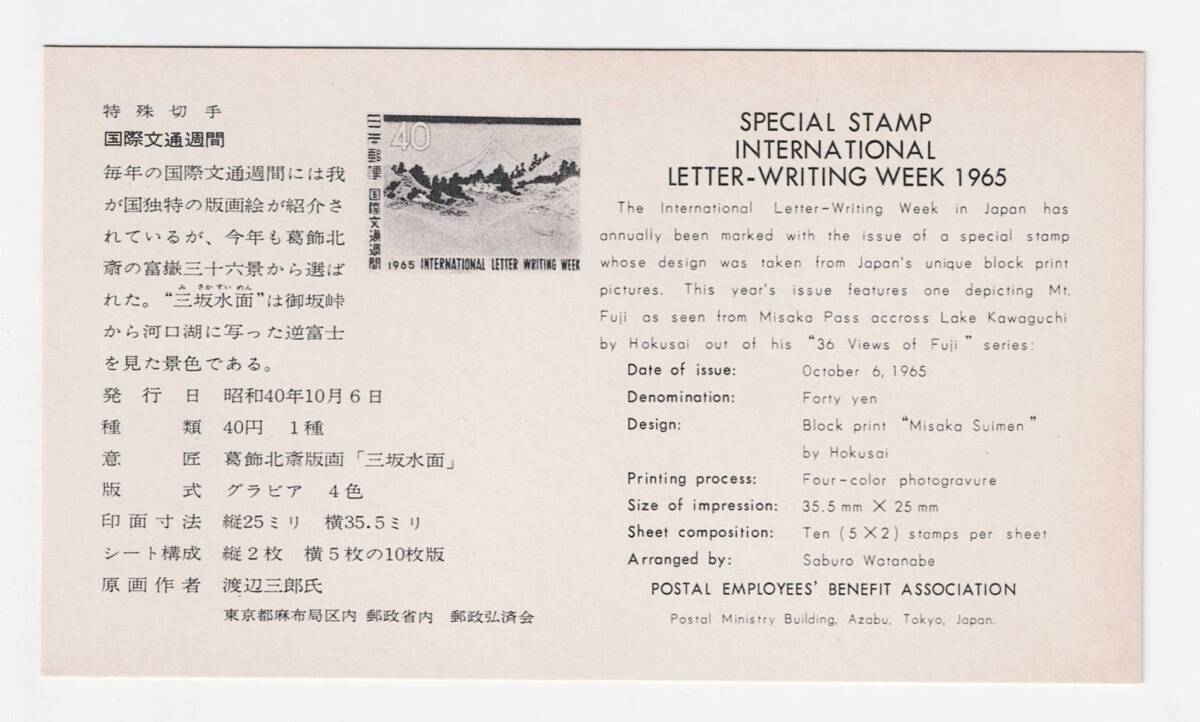 特殊切手
国際文通週間
毎年の国際文通週間には我
が国独特の版画絵が紹介さ
れているが、今年も葛飾北
斎の富嶽三十六景から選ば
み さかすいめん
れた。“三坂水面”は御坂峠
から河口湖に写った逆富士
を見た景色である。
発行日 昭和40年10月6日
種類 40円 1種
意匠 葛飾北斎版画「三坂水面」
版式 グラビア 4色
印面寸法 縦25ミリ 横35.5ミリ
シート構成 縦2枚 横5枚の10枚版
原画作者 渡辺三郎氏
東京都麻布局区内 郵政省内 郵政弘済会
日本郵便 国際文通週間
40
1965 INTERNATIONAL LETTER WRITING WEEK
SPECIAL STAMP
INTERNATIONAL
LETTER-WRITING WEEK 1965
The International Letter-Writing Week in Japan has
annually been marked with the issue of a special stamp
whose design was taken from Japan's unique block print
pictures. This year's issue features one depicting Mt.
Fuji as seen from Misaka Pass accross Lake Kawaguchi
by Hokusai out of his “36 Views of Fuji” series:
Date of issue: October 6, 1965
Denomination: Forty yen
Design: Block print “Misaka Suimen”
by Hokusai
Printing process: Four-color photogravure
Size of impression: 35.5 mm × 25 mm
Sheet composition: Ten (5×2) stamps per sheet
Arranged by: Saburo Watanabe
POSTAL EMPLOYEES' BENEFIT ASSOCIATION
Postal Ministry Building, Azabu, Tokyo, Japan.